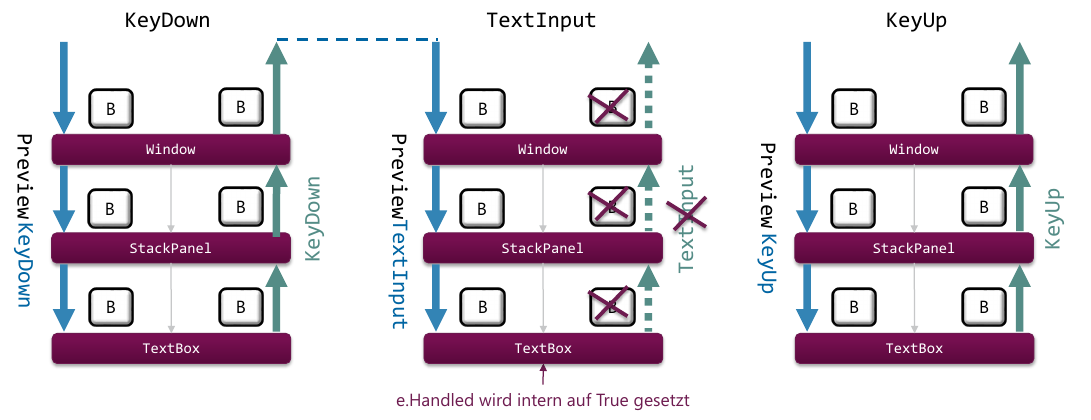 KeyDown
B
B
Window
B
B
StackPanel
B
B
TextBox
PreviewKeyDown
KeyDown
TextInput
B
B
Window
B
B
StackPanel
B
B
TextBox
PreviewTextInput
TextInput
e.Handled wird intern auf True gesetzt
KeyUp
B
B
Window
B
B
StackPanel
B
B
TextBox
PreviewKeyUp
KeyUp